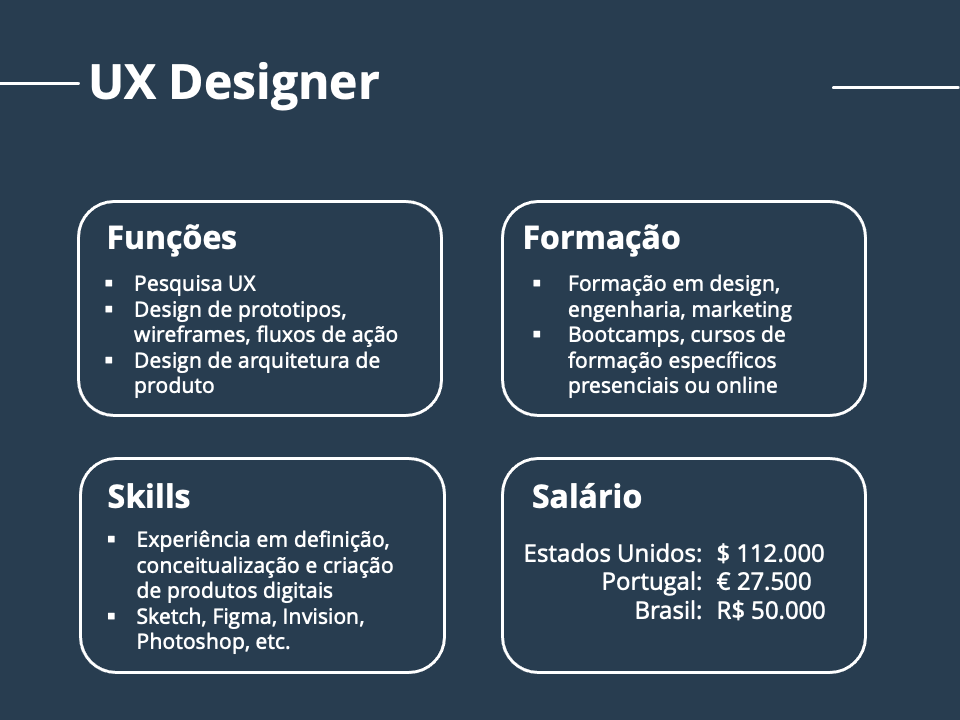 UX Designer
Funções
▪ Pesquisa UX
▪ Design de prototipos,
wireframes, fluxos de ação
▪ Design de arquitetura de
produto
Formação
▪ Formação em design,
engenharia, marketing
▪ Bootcamps, cursos de
formação específicos
presenciais ou online
Skills
▪ Experiência em definição,
conceitualização e criação
de produtos digitais
▪ Sketch, Figma, Invision,
Photoshop, etc.
Salário
Estados Unidos: $ 112.000
Portugal: € 27.500
Brasil: R$ 50.000